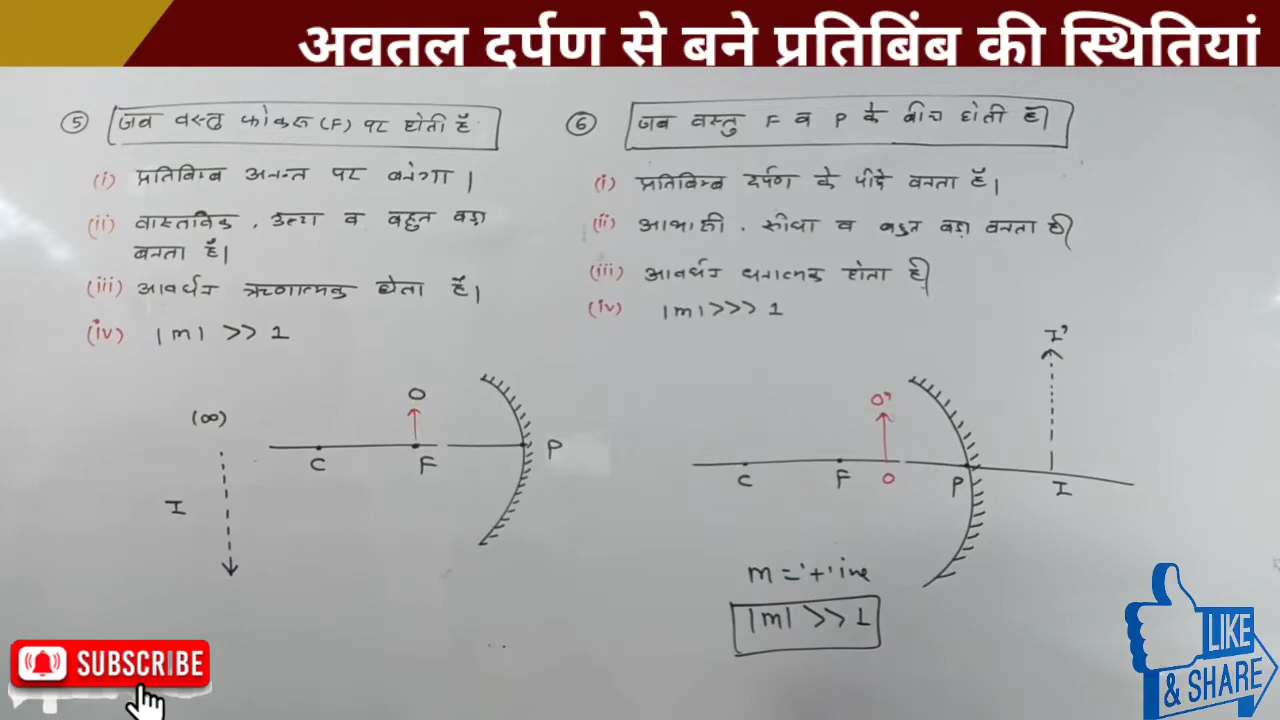 अवतल दर्पण से बने प्रतिबिंब की स्थितियां
⑤ जब वस्तु फोकस (F) पर होती है
(i) प्रतिबिम्ब अनन्त पर बनेगा।
(ii) वास्तविक, उल्टा व बहुत बड़ा
बनता है।
(iii) आवर्धन ऋणात्मक होता है।
(iv) |m| >> 1
(∞)
I
O
C
F
P
⑥ जब वस्तु F व P के बीच होती है।
(i) प्रतिबिम्ब दर्पण के पीछे बनता है।
(ii) आभासी, सीधा व बहुत बड़ा बनता है।
(iii) आवर्धन धनात्मक होता है।
(iv) |m| >>> 1
I'
O'
C
F
O
P
I
m = '+' ive
|m| >> 1
SUBSCRIBE
LIKE
& SHARE